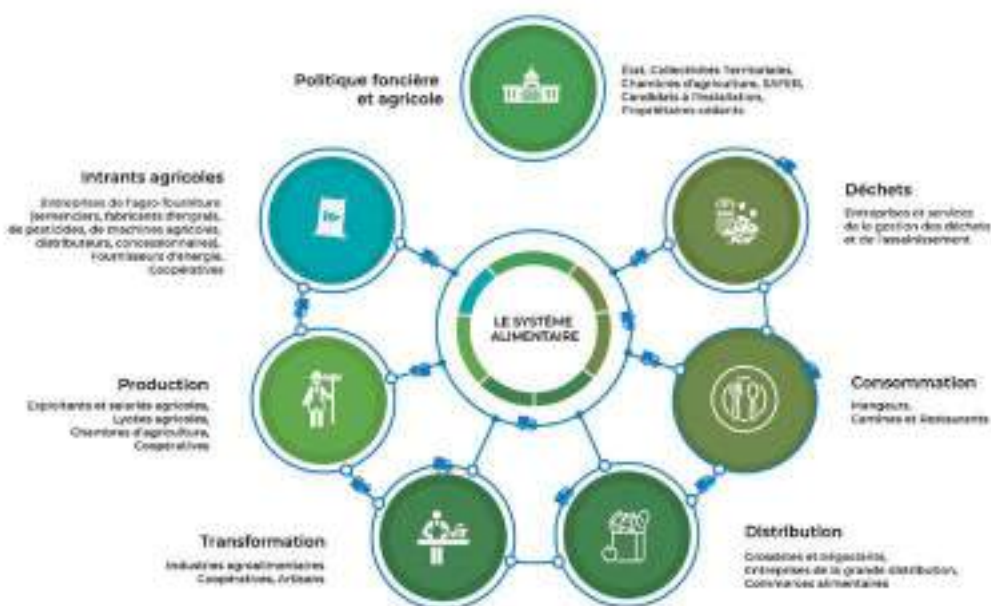 Politique foncière
et agricole
État, Collectivités Territoriales,
Chambres d'agriculture, SAFER,
Candidats à l'installation,
Propriétaires cédants
Intrants agricoles
Entreprises de l'agro-fourniture
(semenciers, fabricants d'engrais,
de pesticides, de machines agricoles,
distributeurs, concessionnaires),
Fournisseurs d'énergie,
Coopératives
Déchets
Entreprises et services
de la gestion des déchets
et de l'assainissement
LE SYSTÈME
ALIMENTAIRE
Production
Exploitants et salariés agricoles,
Lycées agricoles,
Chambres d'agriculture,
Coopératives
Consommation
Mangeurs,
Cantines et Restaurants
Transformation
Industries agroalimentaires
Coopératives, Artisans
Distribution
Grossistes et négociants,
Entreprises de la grande distribution,
Commerces alimentaires